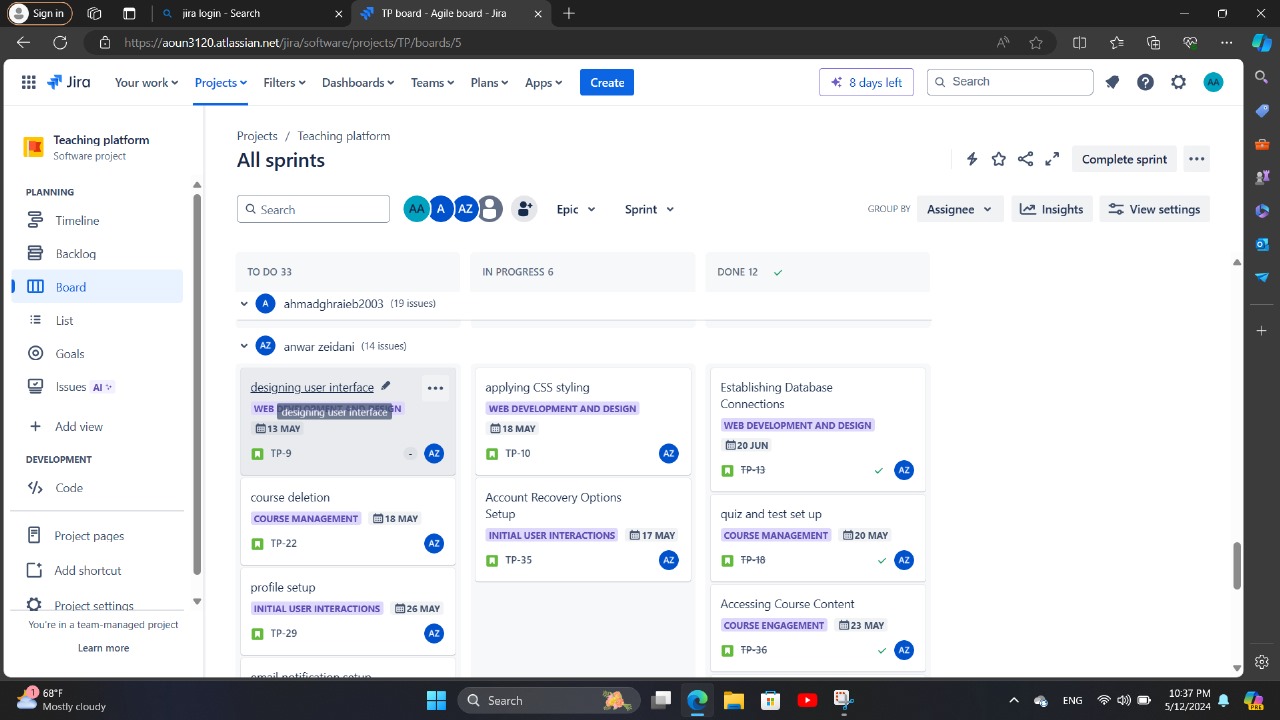 Sign in
jira login - Search
TP board - Agile board - Jira
https://aoun3120.atlassian.net/jira/software/projects/TP/boards/5
Jira
Your work
Projects
Filters
Dashboards
Teams
Plans
Apps
Create
8 days left
Search
AA
Teaching platform
Software project
PLANNING
Timeline
Backlog
Board
List
Goals
Issues AI
Add view
DEVELOPMENT
Code
Project pages
Add shortcut
Project settings
You're in a team-managed project
Learn more
Projects / Teaching platform
All sprints
Complete sprint
Search
AA A AZ
Epic
Sprint
GROUP BY
Assignee
Insights
View settings
TO DO 33
IN PROGRESS 6
DONE 12
A ahmadghraieb2003 (19 issues)
AZ anwar zeidani (14 issues)
designing user interface
WEB DEVELOPMENT AND DESIGN
designing user interface
13 MAY
TP-9 - AZ
course deletion
COURSE MANAGEMENT 18 MAY
TP-22 AZ
profile setup
INITIAL USER INTERACTIONS 26 MAY
TP-29 AZ
email notification setup
applying CSS styling
WEB DEVELOPMENT AND DESIGN
18 MAY
TP-10 AZ
Account Recovery Options
Setup
INITIAL USER INTERACTIONS 17 MAY
TP-35 AZ
Establishing Database
Connections
WEB DEVELOPMENT AND DESIGN
20 JUN
TP-13 AZ
quiz and test set up
COURSE MANAGEMENT 20 MAY
TP-18 AZ
Accessing Course Content
COURSE ENGAGEMENT 23 MAY
TP-36 AZ
1
68°F
Mostly cloudy
Search
ENG
10:37 PM
5/12/2024
PRE